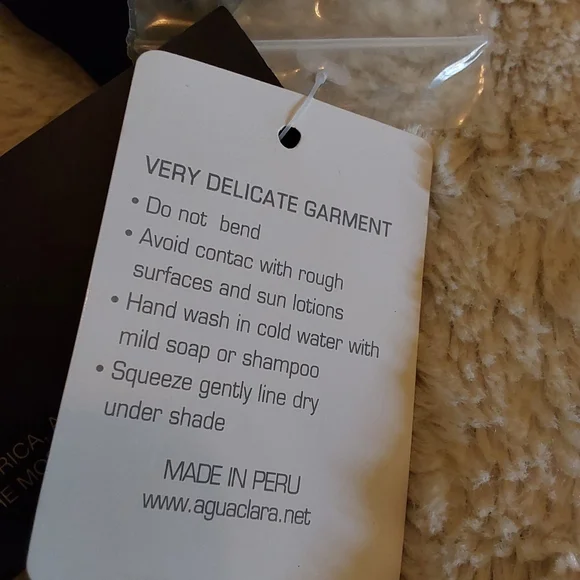 VERY DELICATE GARMENT
• Do not bend
• Avoid contac with rough
surfaces and sun lotions
• Hand wash in cold water with
mild soap or shampoo
• Squeeze gently line dry
under shade
MADE IN PERU
www.aguaclara.net